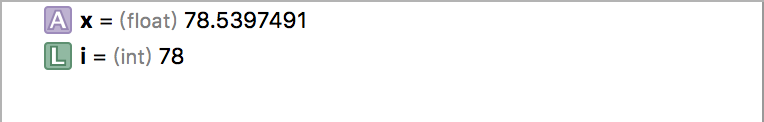 A x = (float) 78.5397491
L i = (int) 78